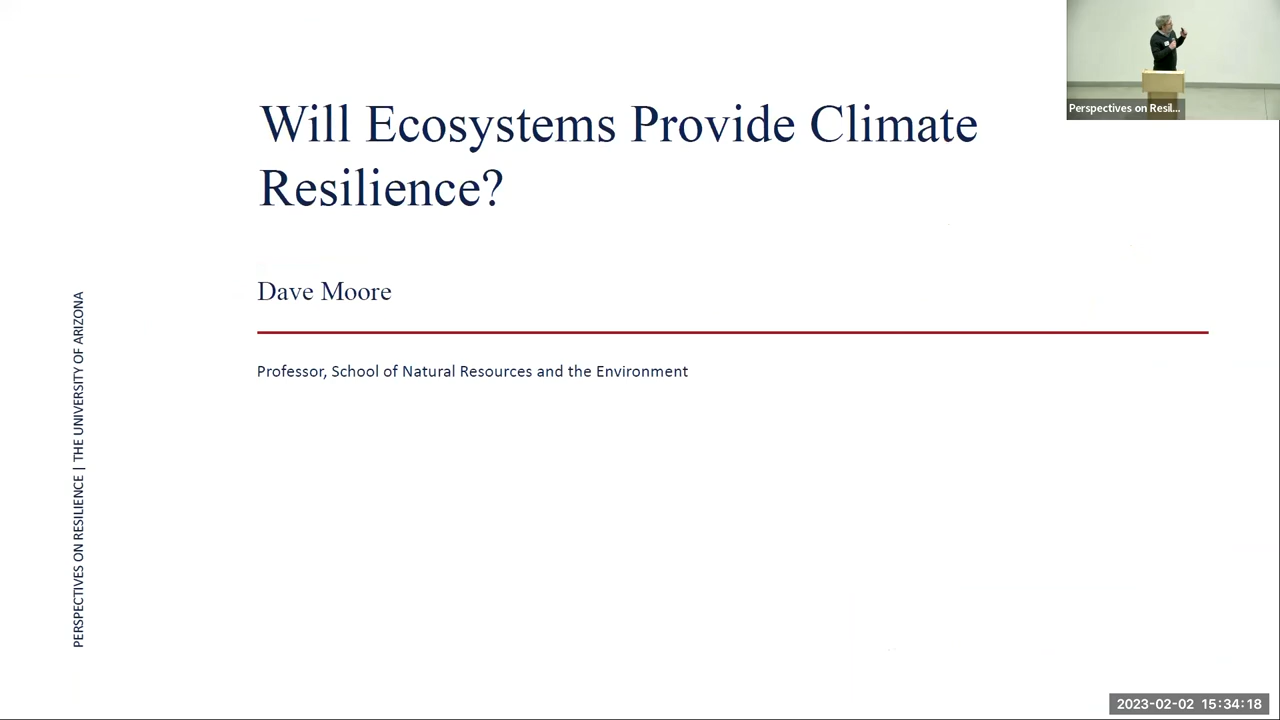 Will Ecosystems Provide Climate
Resilience?
Dave Moore
Professor, School of Natural Resources and the Environment
PERSPECTIVES ON RESILIENCE | THE UNIVERSITY OF ARIZONA
Perspectives on Resil...
2023-02-02 15:34:18